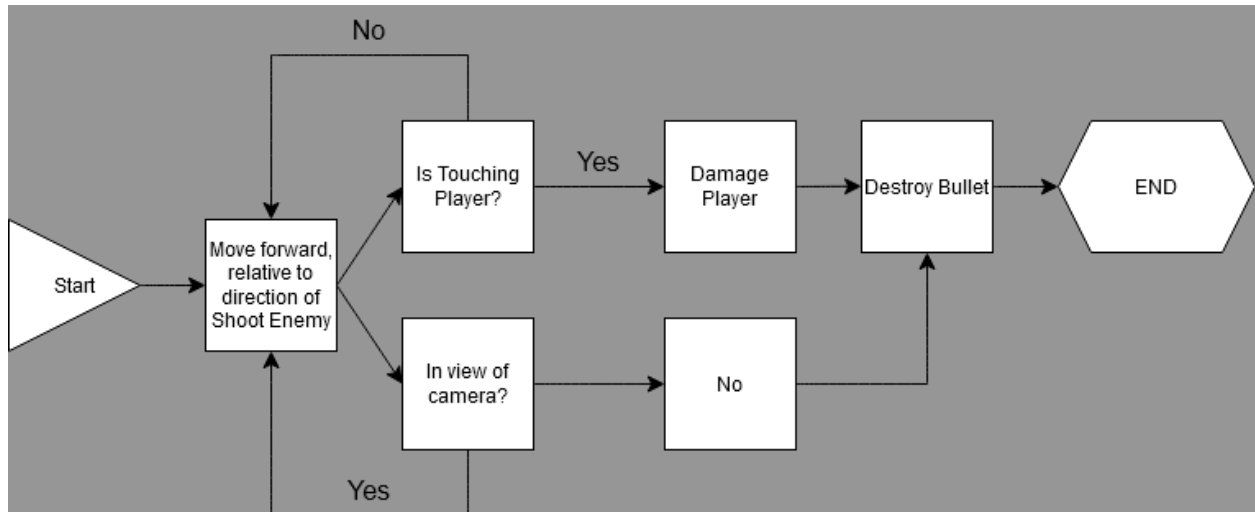 No
Is Touching
Player?
Yes
Damage
Player
Destroy Bullet
END
Start
Move forward,
relative to
direction of
Shoot Enemy
In view of
camera?
No
Yes